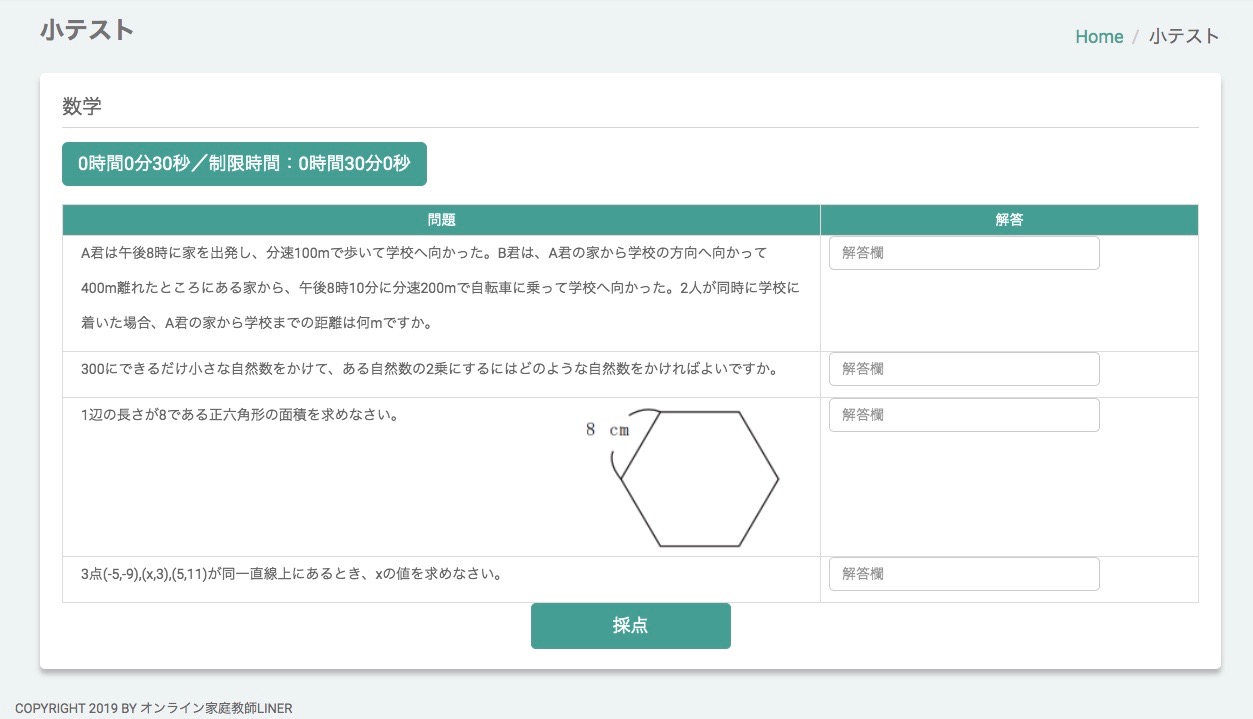 小テスト
Home / 小テスト
数学
0時間0分30秒／制限時間：0時間30分0秒
問題
解答
A君は午後8時に家を出発し、分速100mで歩いて学校へ向かった。B君は、A君の家から学校の方向へ向かって
400m離れたところにある家から、午後8時10分に分速200mで自転車に乗って学校へ向かった。2人が同時に学校に
着いた場合、A君の家から学校までの距離は何mですか。
解答欄
300にできるだけ小さな自然数をかけて、ある自然数の2乗にするにはどのような自然数をかければよいですか。
解答欄
1辺の長さが8である正六角形の面積を求めなさい。
8 cm
解答欄
3点(-5,-9),(x,3),(5,11)が同一直線上にあるとき、xの値を求めなさい。
解答欄
採点
COPYRIGHT 2019 BY オンライン家庭教師LINER